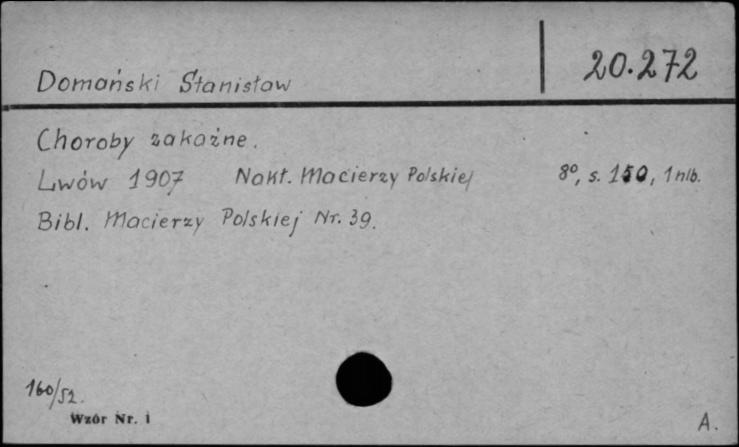 20.272
Domański Stanisław
Choroby zakaźne.
Lwów 1907 Nakł. Macierzy Polskiej 8°, s. 150, 1 nlb.
Bibl. Macierzy Polskiej Nr. 39.
160/52.
Wzór Nr. 1
A.